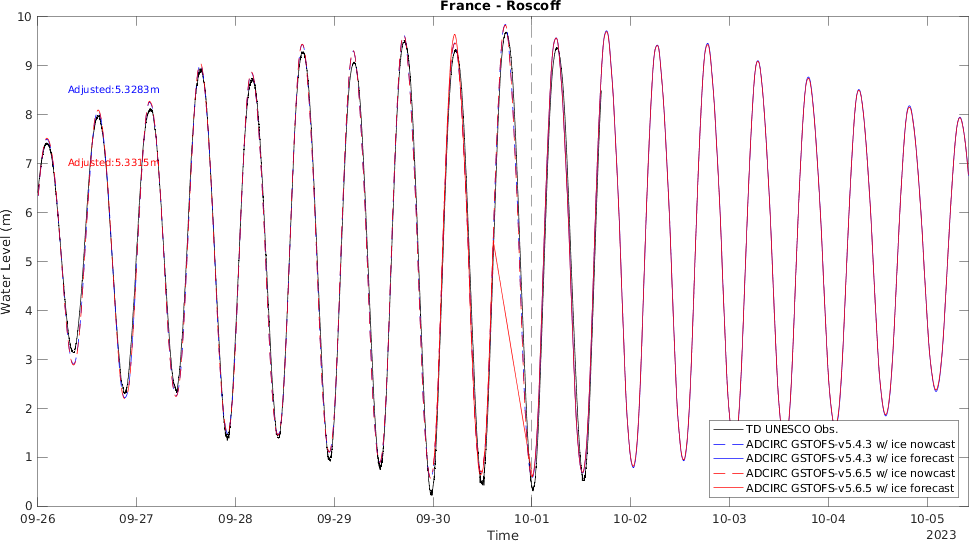 France - Roscoff
10
9
8
7
6
5
4
3
2
1
0
Water Level (m)
Adjusted:5.3283m
Adjusted:5.3315m
TD UNESCO Obs.
ADCIRC GSTOFS-v5.4.3 w/ ice nowcast
ADCIRC GSTOFS-v5.4.3 w/ ice forecast
ADCIRC GSTOFS-v5.6.5 w/ ice nowcast
ADCIRC GSTOFS-v5.6.5 w/ ice forecast
09-26 09-27 09-28 09-29 09-30 10-01 10-02 10-03 10-04 10-05
Time
2023